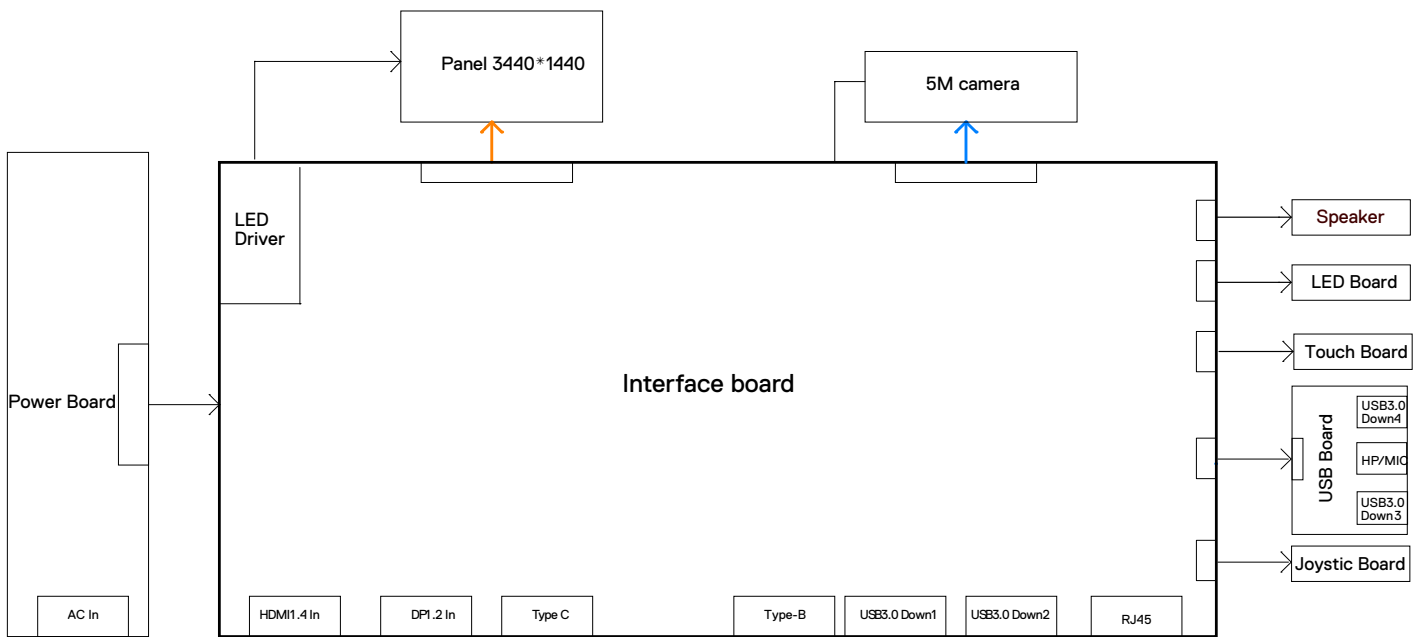 Panel 3440*1440
5M camera
LED
Driver
Speaker
LED Board
Touch Board
Interface board
Power Board
USB Board
USB3.0
Down4
HP/MIC
USB3.0
Down3
Joystic Board
AC In
HDMI1.4 In
DP1.2 In
Type C
Type-B
USB3.0 Down1
USB3.0 Down2
RJ45